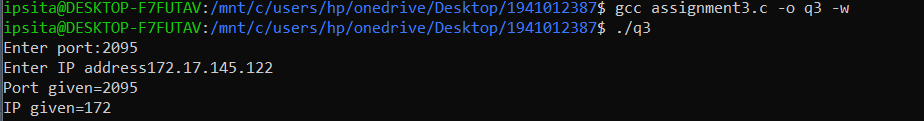 ipsita@DESKTOP-F7FUTAV:/mnt/c/users/hp/onedrive/Desktop/1941012387$ gcc assignment3.c -o q3 -w
ipsita@DESKTOP-F7FUTAV:/mnt/c/users/hp/onedrive/Desktop/1941012387$ ./q3
Enter port:2095
Enter IP address172.17.145.122
Port given=2095
IP given=172